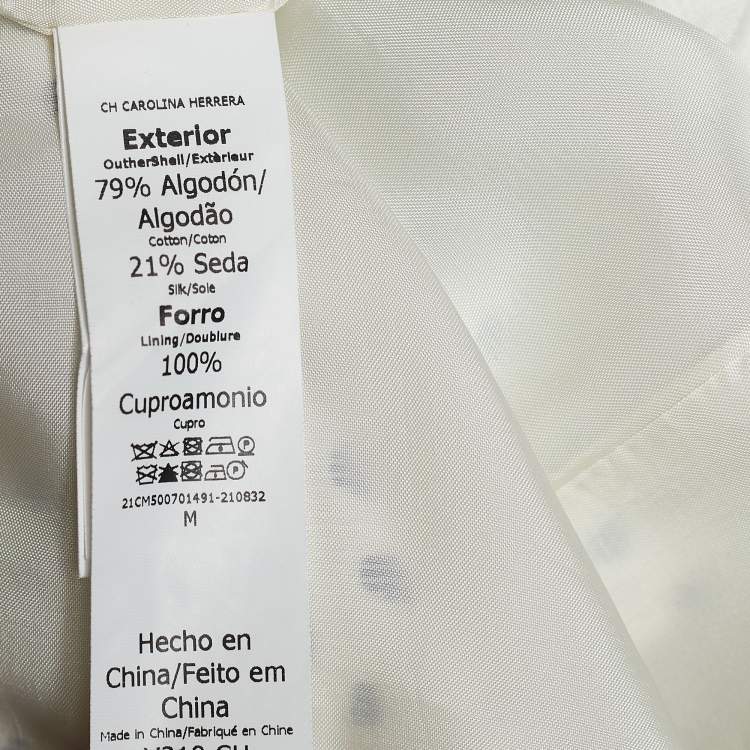 CH CAROLINA HERRERA
Exterior
OutherShell/Extèrieur
79% Algodón/
Algodão
Cotton/Coton
21% Seda
Silk/Soie
Forro
Lining/Doublure
100%
Cuproamonio
Cupro
21CM500701491-210832
M
Hecho en
China/Feito em
China
Made in China/Fabriqué en Chine